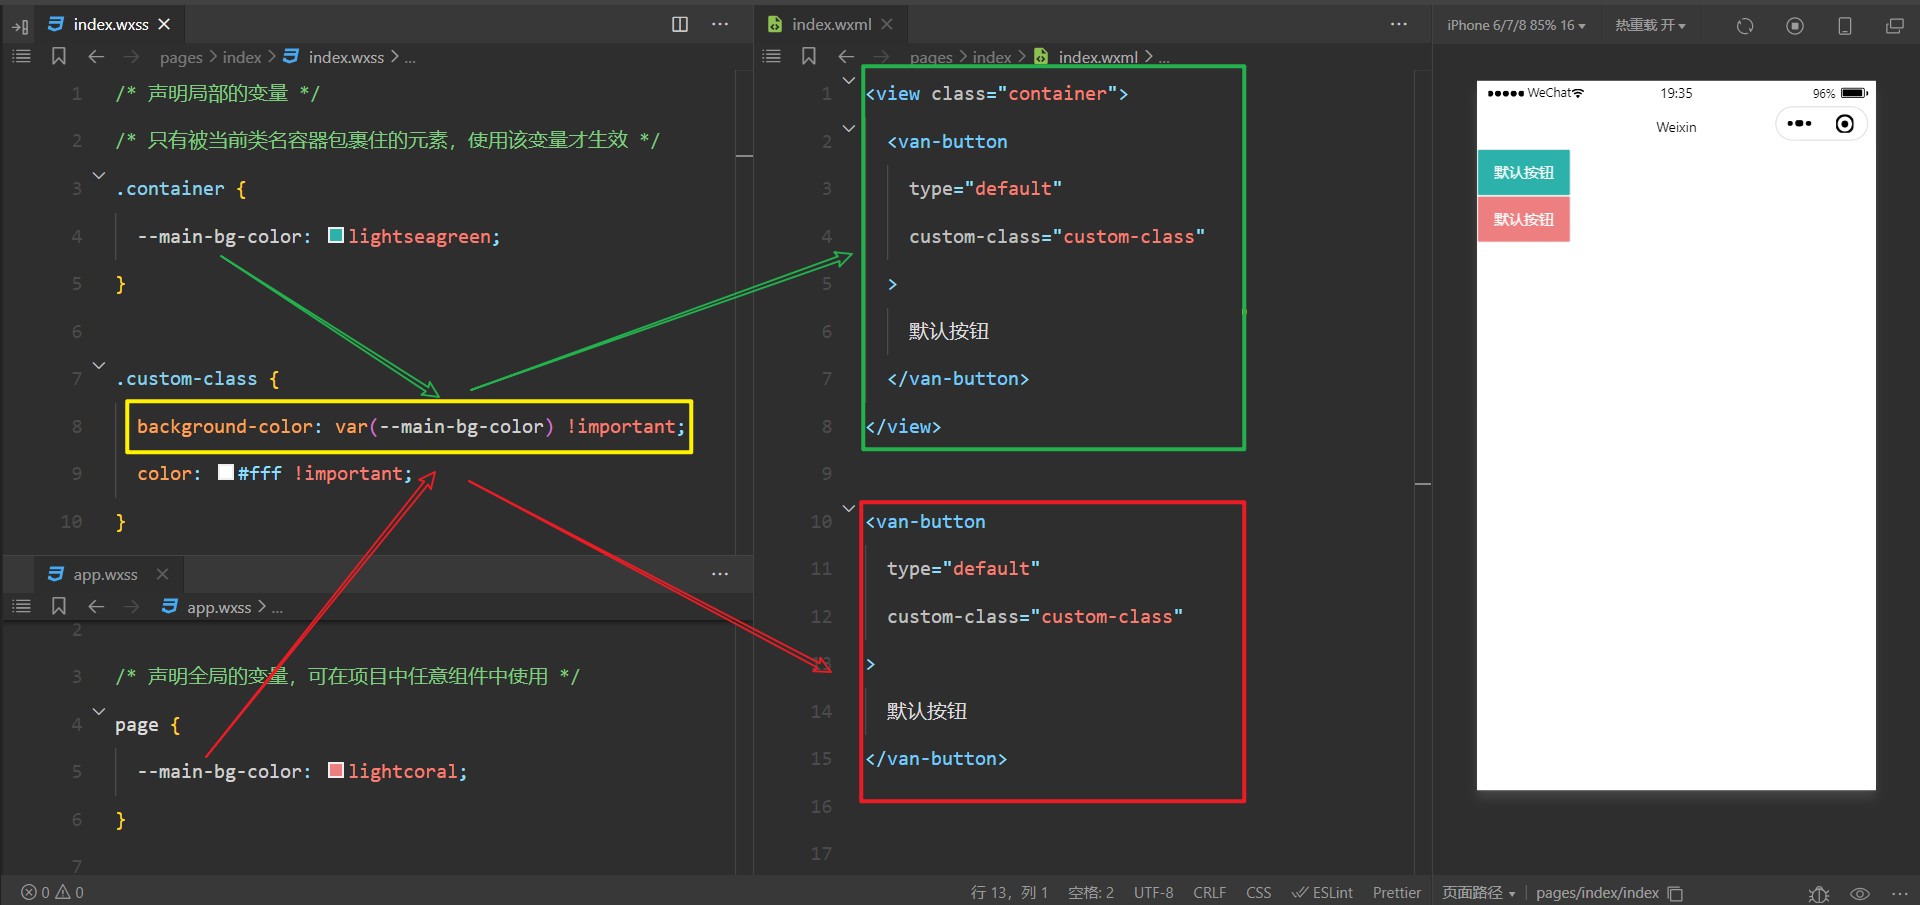 index.wxss
pages > index > index.wxss > ...
1 /* 声明局部的变量 */
2 /* 只有被当前类名容器包裹住的元素，使用该变量才生效 */
3 .container {
4 --main-bg-color: lightseagreen;
5 }
6
7 .custom-class {
8 background-color: var(--main-bg-color) !important;
9 color: #fff !important;
10 }
app.wxss
app.wxss > ...
2
3 /* 声明全局的变量，可在项目中任意组件中使用 */
4 page {
5 --main-bg-color: lightcoral;
6 }
7
index.wxml
pages > index > index.wxml > ...
1 <view class="container">
2 <van-button
3 type="default"
4 custom-class="custom-class"
5 >
6 默认按钮
7 </van-button>
8 </view>
9
10 <van-button
11 type="default"
12 custom-class="custom-class"
13 >
14 默认按钮
15 </van-button>
16
17
iPhone 6/7/8 85% 16 热重载 开
WeChat 19:35 96%
Weixin
默认按钮
默认按钮
0 0 行 13，列 1 空格: 2 UTF-8 CRLF CSS ESLint Prettier 页面路径 pages/index/index